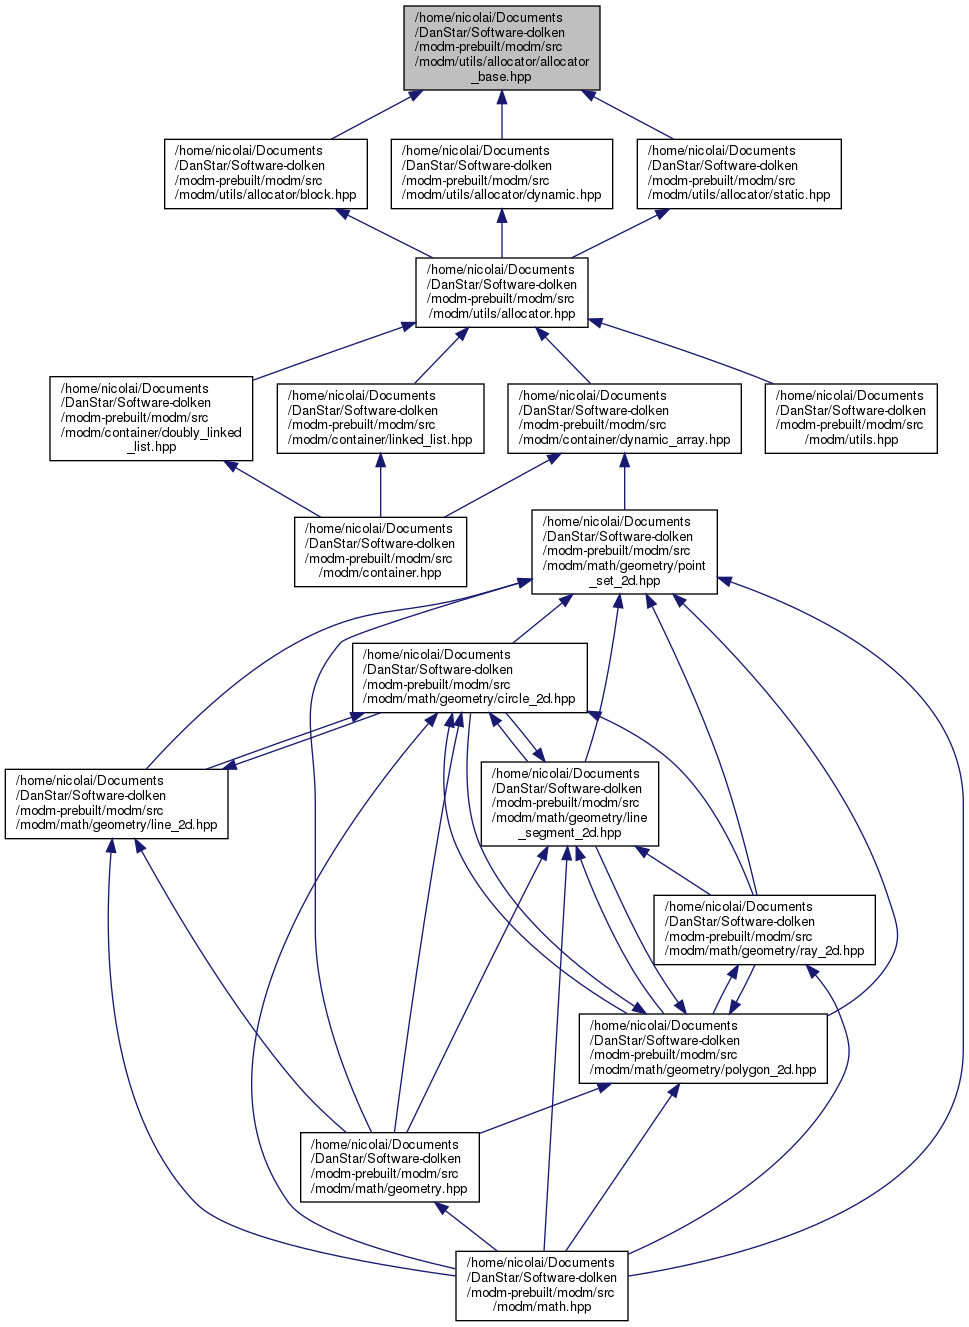 /home/nicolai/Documents
/DanStar/Software-dolken
/modm-prebuilt/modm/src
/modm/utils/allocator/allocator
_base.hpp
/home/nicolai/Documents
/DanStar/Software-dolken
/modm-prebuilt/modm/src
/modm/utils/allocator/block.hpp
/home/nicolai/Documents
/DanStar/Software-dolken
/modm-prebuilt/modm/src
/modm/utils/allocator/dynamic.hpp
/home/nicolai/Documents
/DanStar/Software-dolken
/modm-prebuilt/modm/src
/modm/utils/allocator/static.hpp
/home/nicolai/Documents
/DanStar/Software-dolken
/modm-prebuilt/modm/src
/modm/utils/allocator.hpp
/home/nicolai/Documents
/DanStar/Software-dolken
/modm-prebuilt/modm/src
/modm/container/doubly_linked
_list.hpp
/home/nicolai/Documents
/DanStar/Software-dolken
/modm-prebuilt/modm/src
/modm/container/linked_list.hpp
/home/nicolai/Documents
/DanStar/Software-dolken
/modm-prebuilt/modm/src
/modm/container/dynamic_array.hpp
/home/nicolai/Documents
/DanStar/Software-dolken
/modm-prebuilt/modm/src
/modm/utils.hpp
/home/nicolai/Documents
/DanStar/Software-dolken
/modm-prebuilt/modm/src
/modm/container.hpp
/home/nicolai/Documents
/DanStar/Software-dolken
/modm-prebuilt/modm/src
/modm/math/geometry/point
_set_2d.hpp
/home/nicolai/Documents
/DanStar/Software-dolken
/modm-prebuilt/modm/src
/modm/math/geometry/circle_2d.hpp
/home/nicolai/Documents
/DanStar/Software-dolken
/modm-prebuilt/modm/src
/modm/math/geometry/line_2d.hpp
/home/nicolai/Documents
/DanStar/Software-dolken
/modm-prebuilt/modm/src
/modm/math/geometry/line
_segment_2d.hpp
/home/nicolai/Documents
/DanStar/Software-dolken
/modm-prebuilt/modm/src
/modm/math/geometry/ray_2d.hpp
/home/nicolai/Documents
/DanStar/Software-dolken
/modm-prebuilt/modm/src
/modm/math/geometry/polygon_2d.hpp
/home/nicolai/Documents
/DanStar/Software-dolken
/modm-prebuilt/modm/src
/modm/math/geometry.hpp
/home/nicolai/Documents
/DanStar/Software-dolken
/modm-prebuilt/modm/src
/modm/math.hpp